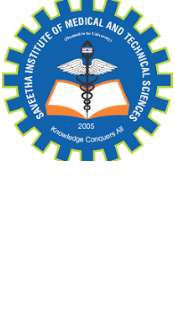 SAVEETHA INSTITUTE OF MEDICAL AND TECHNICAL SCIENCES
(Deemed to be University)
2005
Knowledge Conquers All